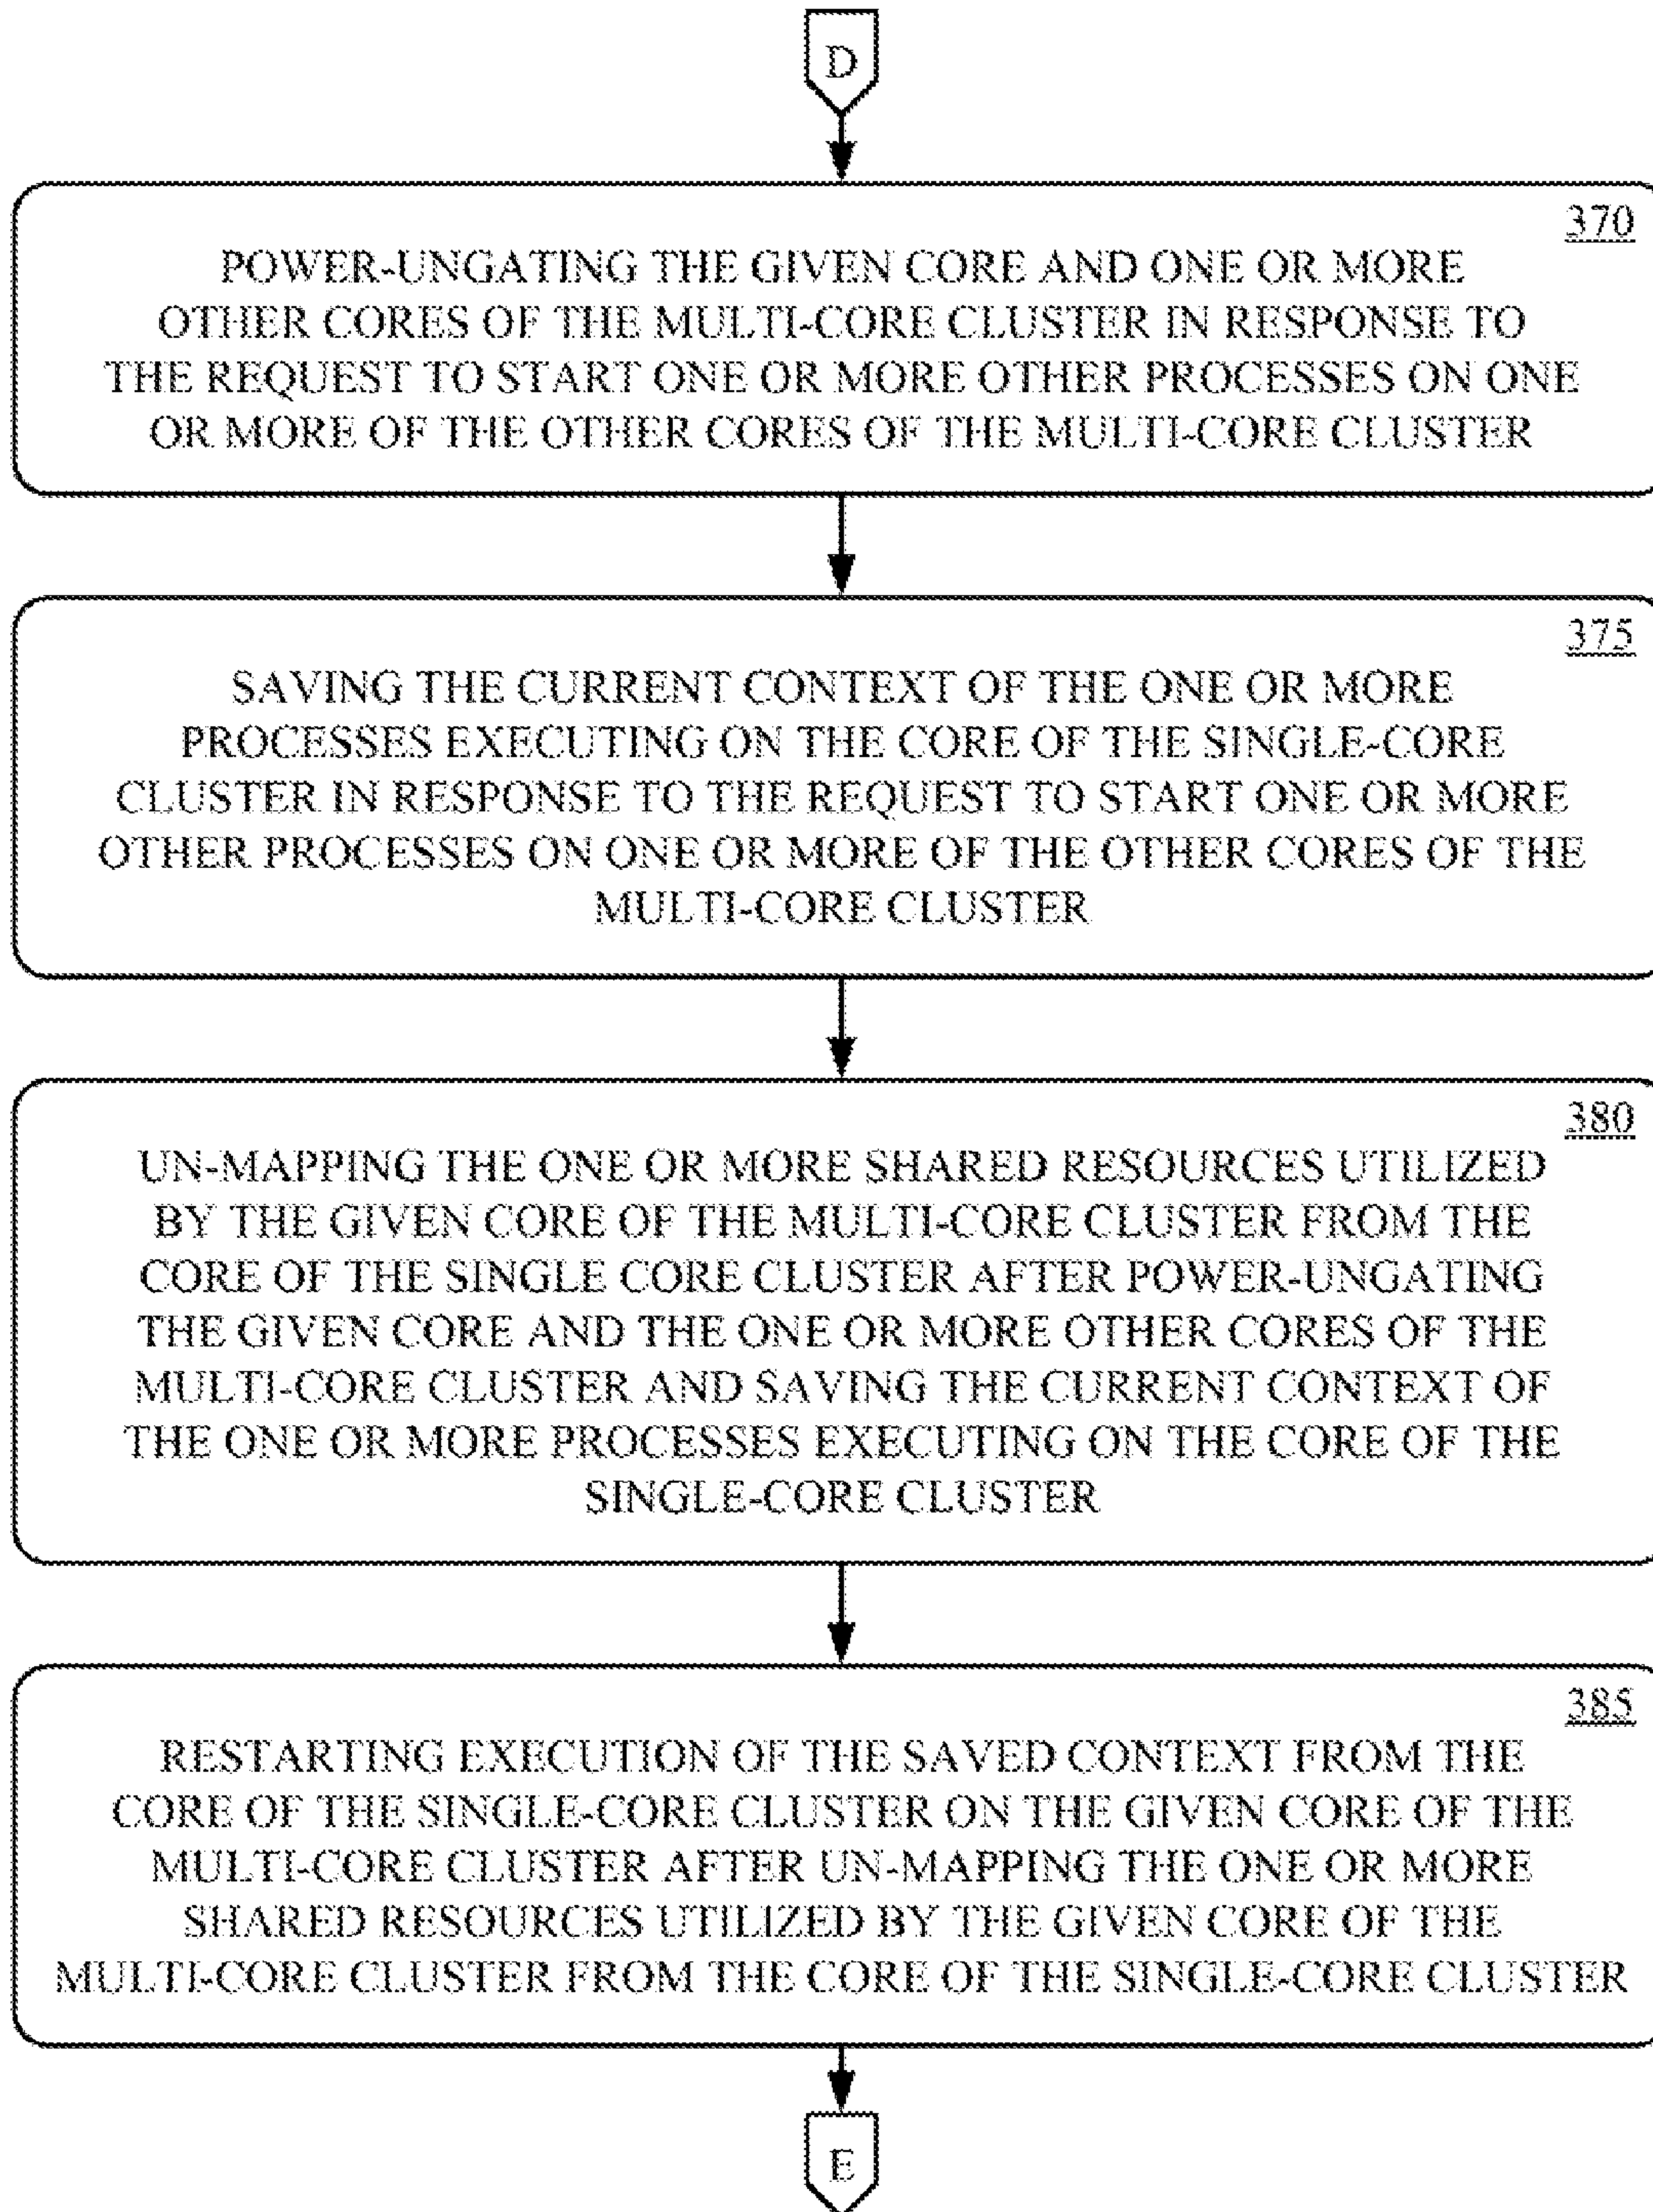 D
370
POWER-UNGATING THE GIVEN CORE AND ONE OR MORE
OTHER CORES OF THE MULTI-CORE CLUSTER IN RESPONSE TO
THE REQUEST TO START ONE OR MORE OTHER PROCESSES ON ONE
OR MORE OF THE OTHER CORES OF THE MULTI-CORE CLUSTER
375
SAVING THE CURRENT CONTEXT OF THE ONE OR MORE
PROCESSES EXECUTING ON THE CORE OF THE SINGLE-CORE
CLUSTER IN RESPONSE TO THE REQUEST TO START ONE OR MORE
OTHER PROCESSES ON ONE OR MORE OF THE OTHER CORES OF THE
MULTI-CORE CLUSTER
380
UN-MAPPING THE ONE OR MORE SHARED RESOURCES UTILIZED
BY THE GIVEN CORE OF THE MULTI-CORE CLUSTER FROM THE
CORE OF THE SINGLE CORE CLUSTER AFTER POWER-UNGATING
THE GIVEN CORE AND THE ONE OR MORE OTHER CORES OF THE
MULTI-CORE CLUSTER AND SAVING THE CURRENT CONTEXT OF
THE ONE OR MORE PROCESSES EXECUTING ON THE CORE OF THE
SINGLE-CORE CLUSTER
385
RESTARTING EXECUTION OF THE SAVED CONTEXT FROM THE
CORE OF THE SINGLE-CORE CLUSTER ON THE GIVEN CORE OF THE
MULTI-CORE CLUSTER AFTER UN-MAPPING THE ONE OR MORE
SHARED RESOURCES UTILIZED BY THE GIVEN CORE OF THE
MULTI-CORE CLUSTER FROM THE CORE OF THE SINGLE-CORE CLUSTER
E